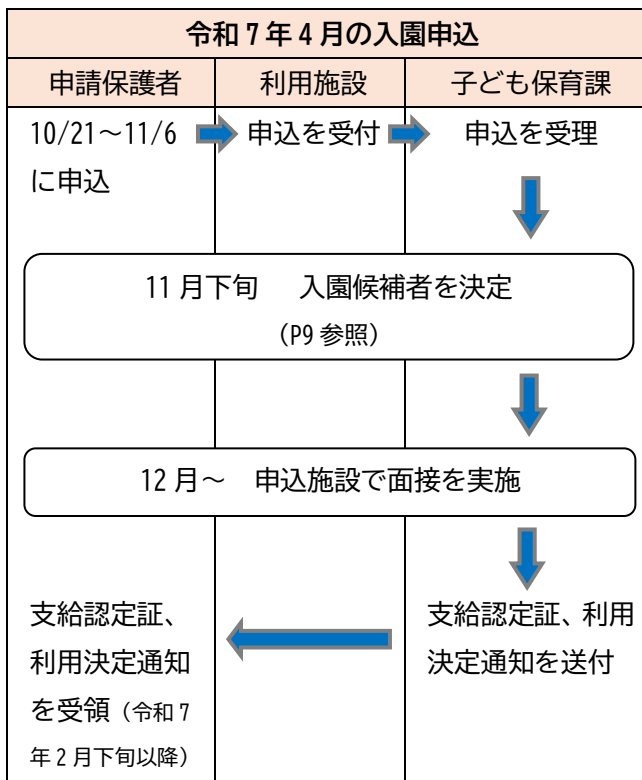 令和7年4月の入園申込
申請保護者 利用施設 子ども保育課
10/21～11/6 申込を受付 申込を受理
に申込
11月下旬 入園候補者を決定
（P9参照）
12月～ 申込施設で面接を実施
支給認定証、
利用決定通知
を受領（令和7
年2月下旬以降）
支給認定証、利用
決定通知を送付